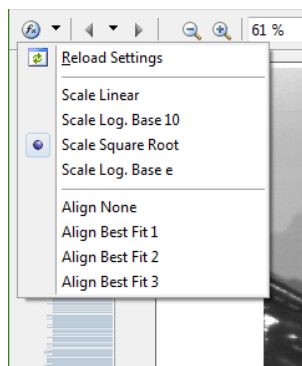 61 %
Reload Settings
Scale Linear
Scale Log. Base 10
Scale Square Root
Scale Log. Base e
Align None
Align Best Fit 1
Align Best Fit 2
Align Best Fit 3